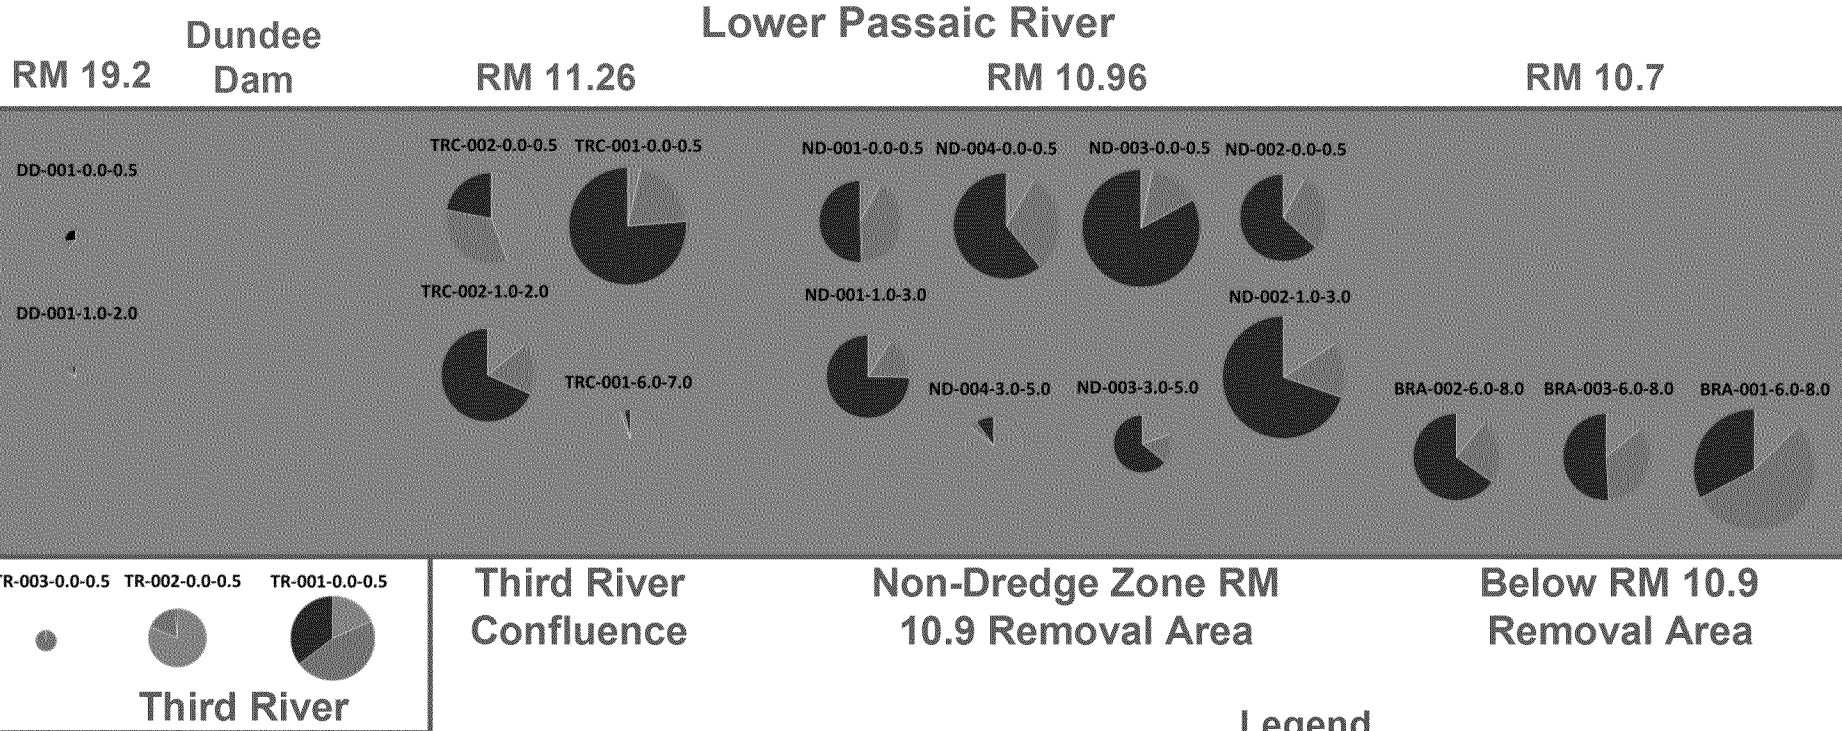 Lower Passaic River
Dundee
Dam
RM 19.2
RM 11.26
RM 10.96
RM 10.7
TRC-002-0.0-0.5
TRC-001-0.0-0.5
ND-001-0.0-0.5
ND-004-0.0-0.5
ND-003-0.0-0.5
ND-002-0.0-0.5
DD-001-0.0-0.5
TRC-002-1.0-2.0
ND-001-1.0-3.0
ND-002-1.0-3.0
DD-001-1.0-2.0
TRC-001-6.0-7.0
ND-004-3.0-5.0
ND-003-3.0-5.0
BRA-002-6.0-8.0
BRA-003-6.0-8.0
BRA-001-6.0-8.0
TR-003-0.0-0.5
TR-002-0.0-0.5
TR-001-0.0-0.5
Third River
Third River
Confluence
Non-Dredge Zone RM
10.9 Removal Area
Below RM 10.9
Removal Area
Legend